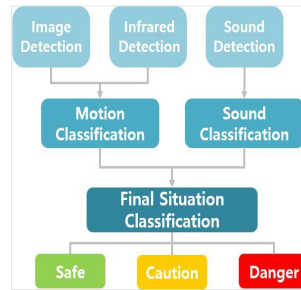 Image
Detection
Infrared
Detection
Sound
Detection
Motion
Classification
Sound
Classification
Final Situation
Classification
Safe
Caution
Danger